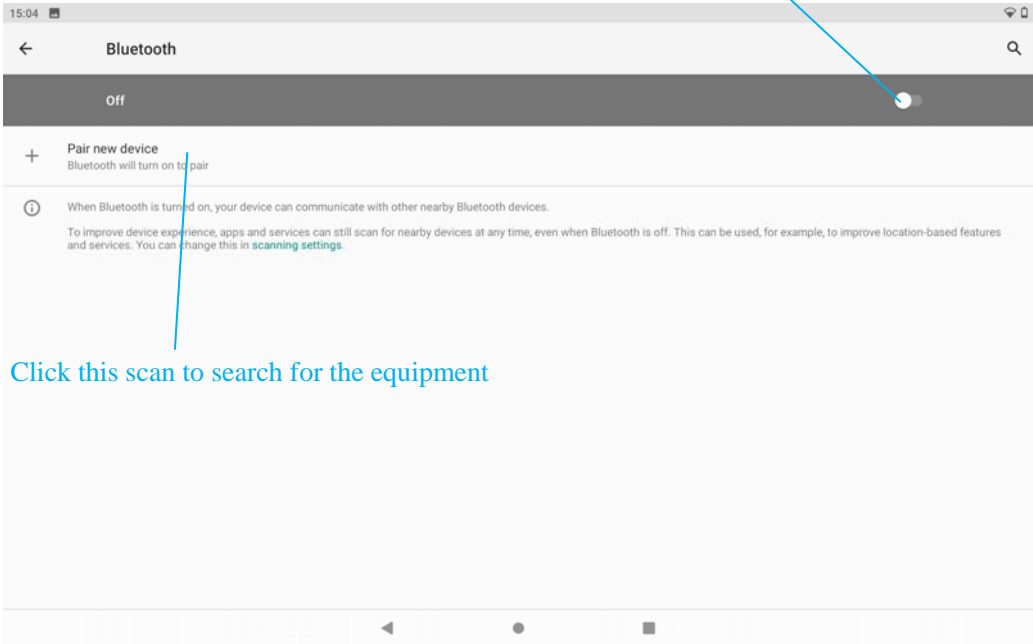 15:04
Bluetooth
Off
Pair new device
Bluetooth will turn on to pair
When Bluetooth is turned on, your device can communicate with other nearby Bluetooth devices.
To improve device experience, apps and services can still scan for nearby devices at any time, even when Bluetooth is off. This can be used, for example, to improve location-based features
and services. You can change this in scanning settings.
Click this scan to search for the equipment